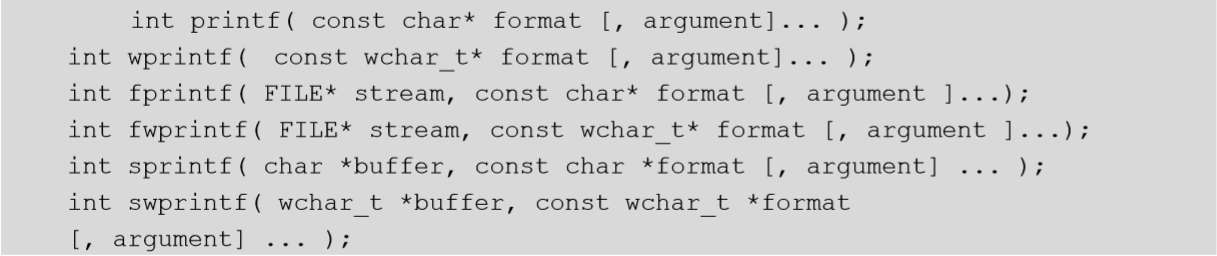 int printf( const char* format [, argument]... );
int wprintf( const wchar_t* format [, argument]... );
int fprintf( FILE* stream, const char* format [, argument ]...);
int fwprintf( FILE* stream, const wchar_t* format [, argument ]...);
int sprintf( char *buffer, const char *format [, argument] ... );
int swprintf( wchar_t *buffer, const wchar_t *format
[, argument] ... );